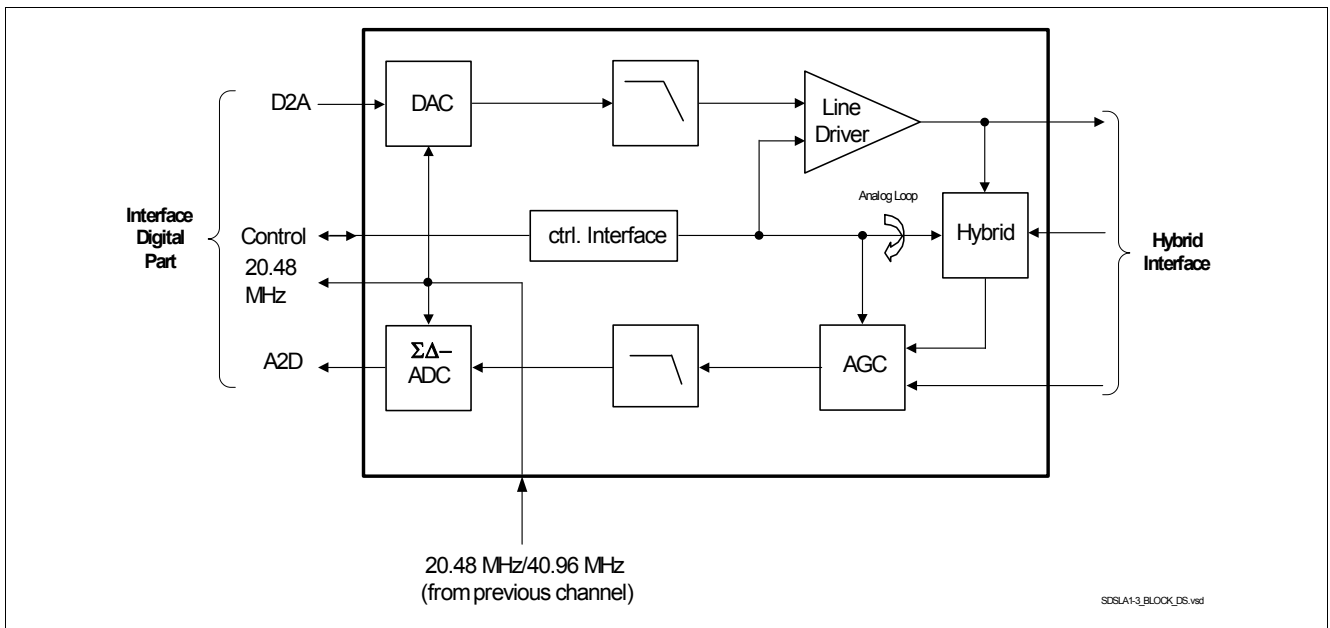 D2A
DAC
Line
Driver
Analog Loop
Interface
Digital
Part
Control
ctrl. Interface
Hybrid
Hybrid
Interface
20.48
MHz
A2D
ΣΔ–
ADC
AGC
20.48 MHz/40.96 MHz
(from previous channel)
SDSLA1-3_BLOCK_DS.vsd